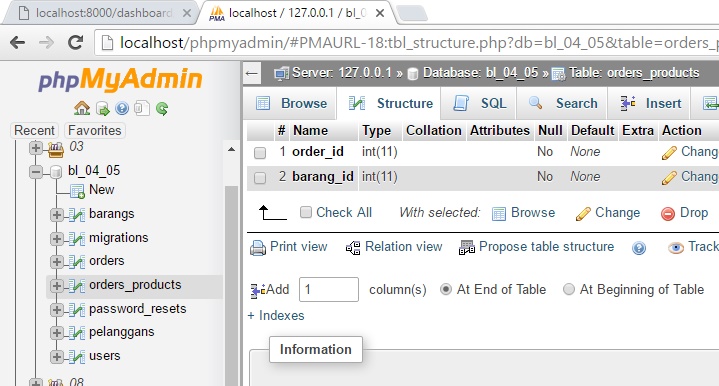 localhost:8000/dashboard
localhost / 127.0.0.1 / bl_0
localhost/phpmyadmin/#PMAURL-18:tbl_structure.php?db=bl_04_05&table=orders_p
phpMyAdmin
Recent Favorites
03
bl_04_05
New
barangs
migrations
orders
orders_products
password_resets
pelanggans
users
08
Server: 127.0.0.1 » Database: bl_04_05 » Table: orders_products
Browse Structure SQL Search Insert
# Name Type Collation Attributes Null Default Extra Action
1 order_id int(11) No None Chang
2 barang_id int(11) No None Chang
Check All With selected: Browse Change Drop
Print view Relation view Propose table structure Track
Add 1 column(s) At End of Table At Beginning of Table
+ Indexes
Information